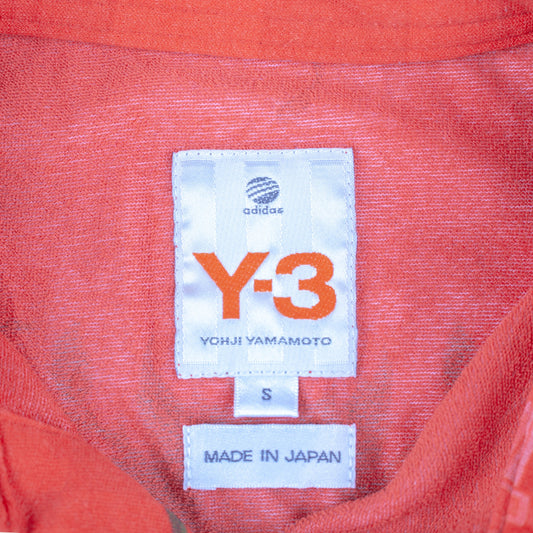 adidas
Y-3
YOHJI YAMAMOTO
S
MADE IN JAPAN